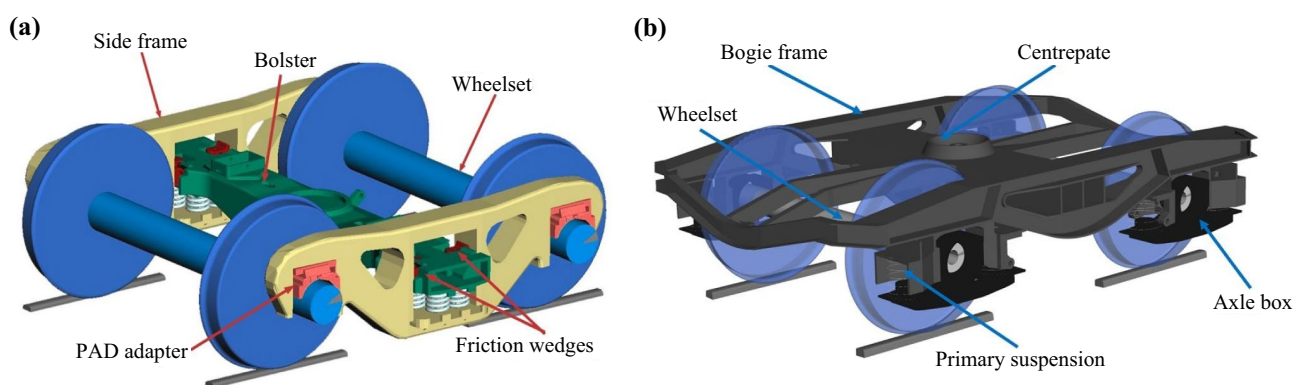 (a)
Side frame
Bolster
Wheelset
PAD adapter
Friction wedges
(b)
Bogie frame
Centrepate
Wheelset
Axle box
Primary suspension